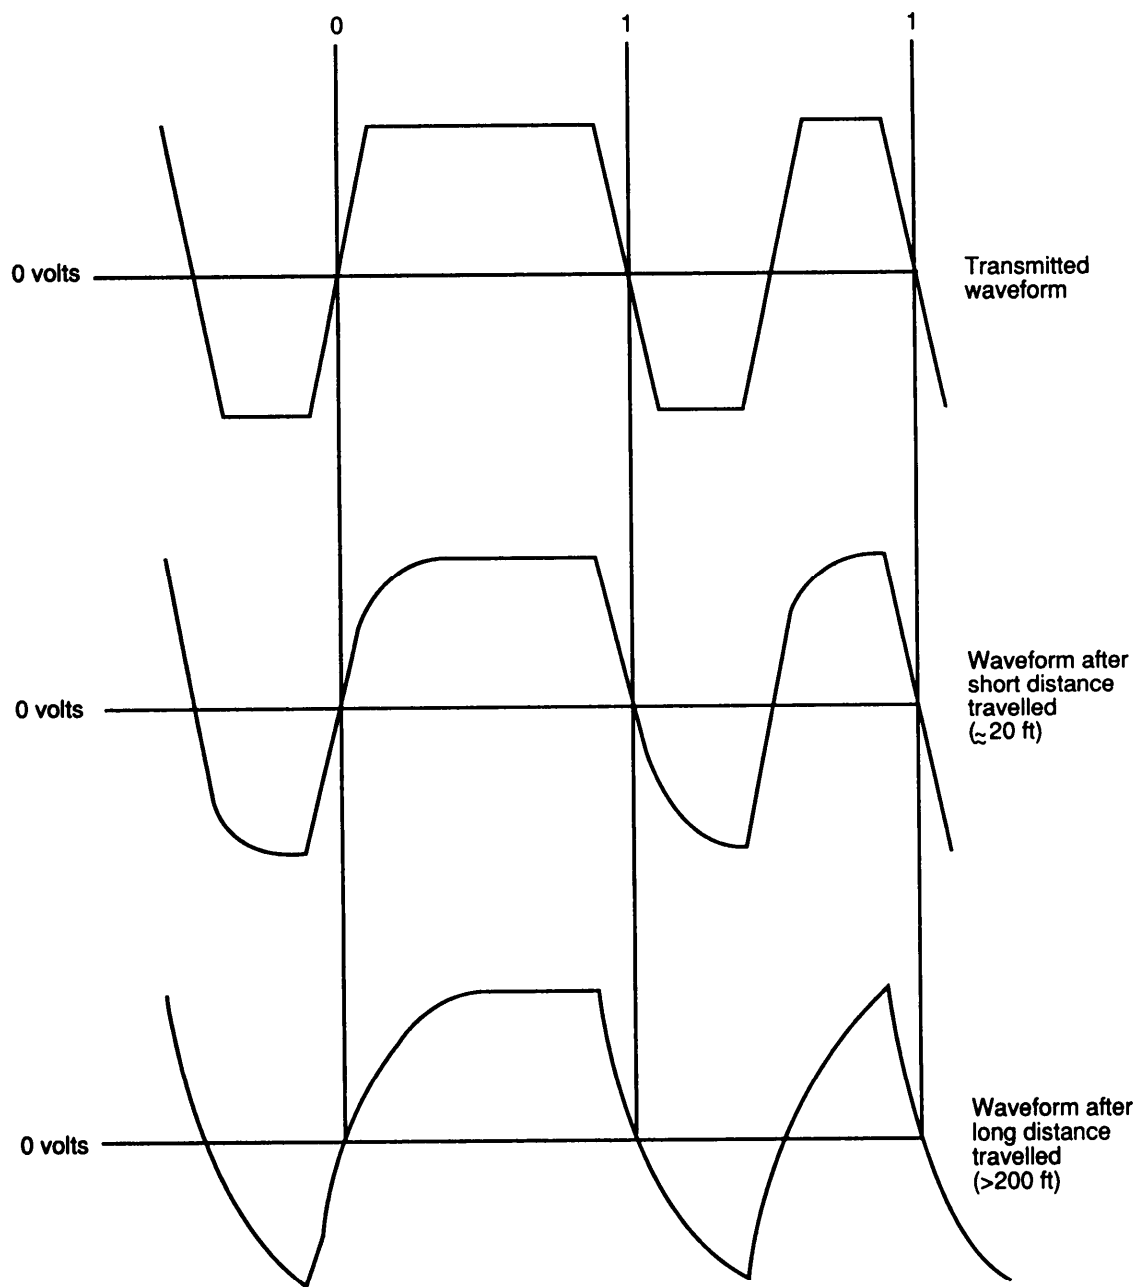 0 1 1
0 volts
Transmitted
waveform
0 volts
Waveform after
short distance
travelled
(≈20 ft)
0 volts
Waveform after
long distance
travelled
(>200 ft)